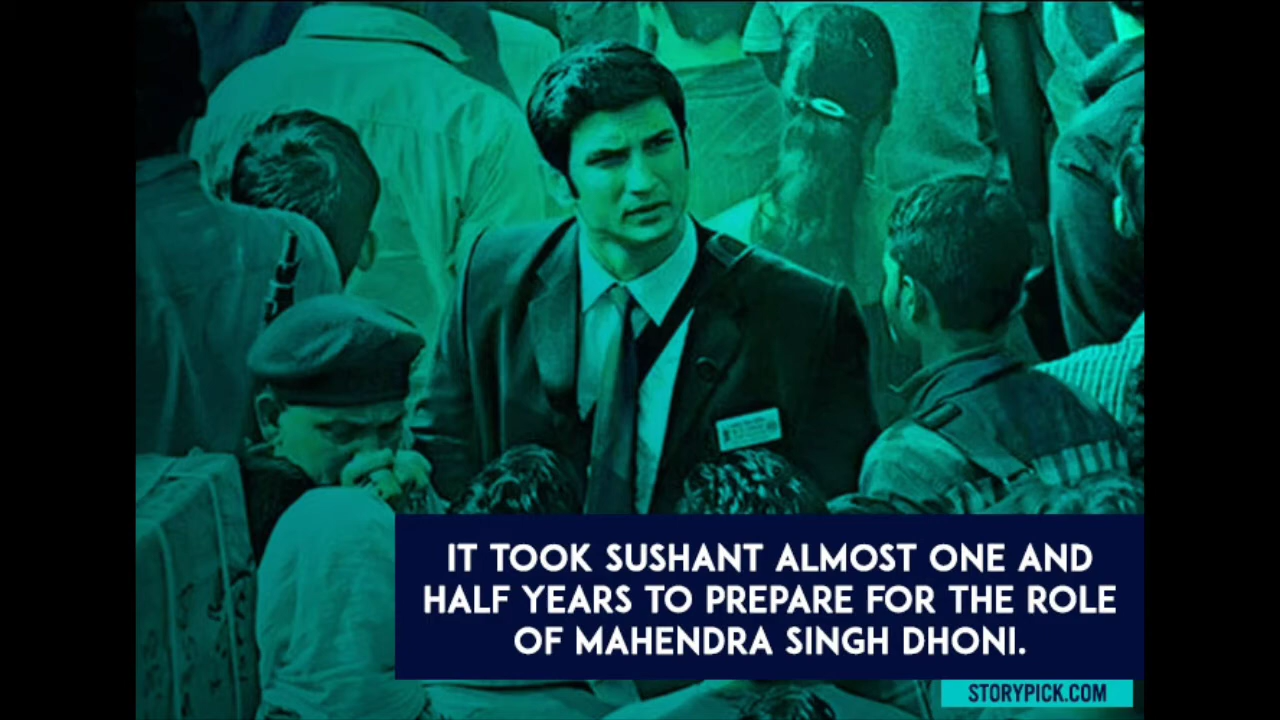 IT TOOK SUSHANT ALMOST ONE AND
HALF YEARS TO PREPARE FOR THE ROLE
OF MAHENDRA SINGH DHONI.
STORYPICK.COM